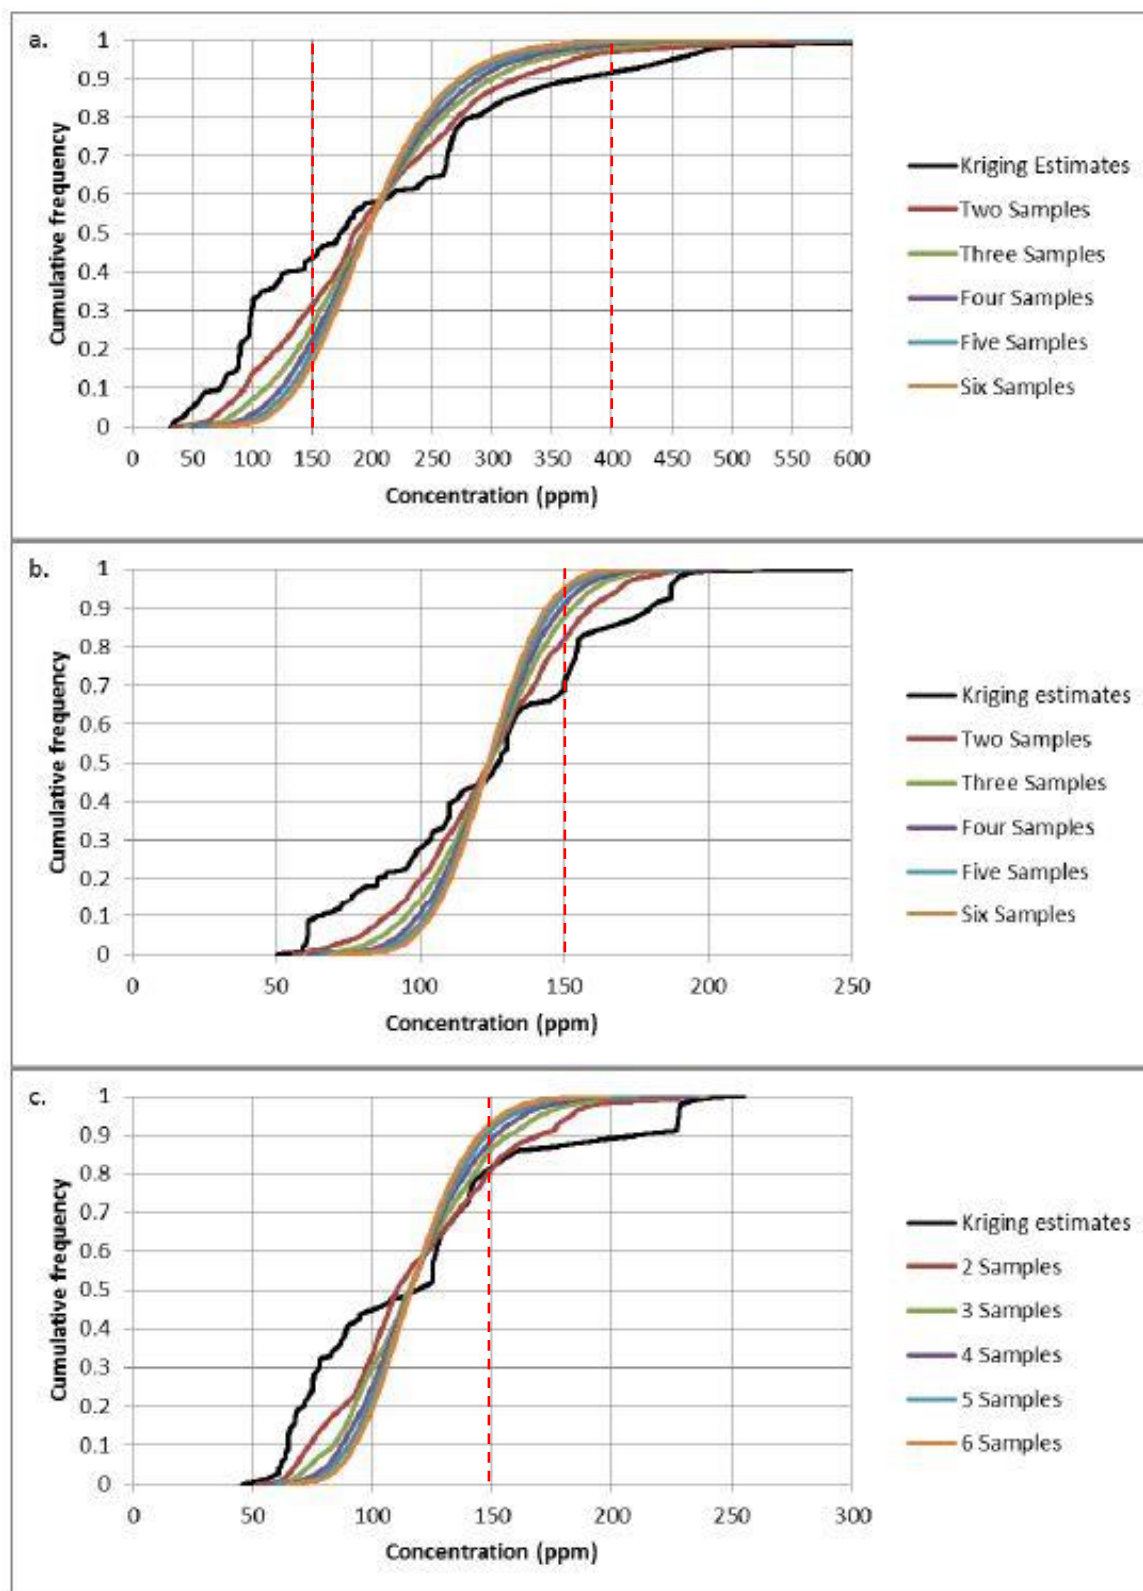 a.
1
0.9
0.8
0.7
0.6
0.5
0.4
0.3
0.2
0.1
0
Cumulative frequency
0 50 100 150 200 250 300 350 400 450 500 550 600
Concentration (ppm)
Kriging Estimates
Two Samples
Three Samples
Four Samples
Five Samples
Six Samples
b.
1
0.9
0.8
0.7
0.6
0.5
0.4
0.3
0.2
0.1
0
Cumulative frequency
0 50 100 150 200 250
Concentration (ppm)
Kriging estimates
Two Samples
Three Samples
Four Samples
Five Samples
Six Samples
c.
1
0.9
0.8
0.7
0.6
0.5
0.4
0.3
0.2
0.1
0
Cumulative frequency
0 50 100 150 200 250 300
Concentration (ppm)
Kriging estimates
2 Samples
3 Samples
4 Samples
5 Samples
6 Samples